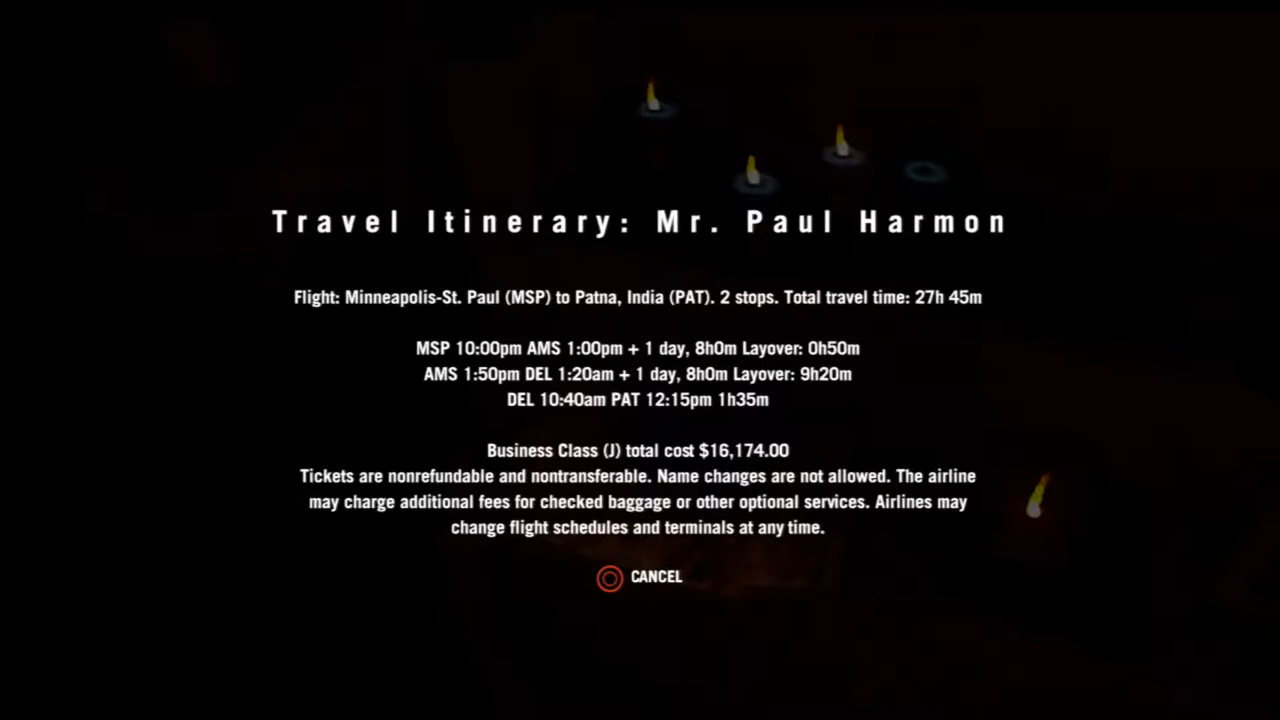 Travel Itinerary: Mr. Paul Harmon
Flight: Minneapolis-St. Paul (MSP) to Patna, India (PAT). 2 stops. Total travel time: 27h 45m
MSP 10:00pm AMS 1:00pm + 1 day, 8h0m Layover: 0h50m
AMS 1:50pm DEL 1:20am + 1 day, 8h0m Layover: 9h20m
DEL 10:40am PAT 12:15pm 1h35m
Business Class (J) total cost $16,174.00
Tickets are nonrefundable and nontransferable. Name changes are not allowed. The airline
may charge additional fees for checked baggage or other optional services. Airlines may
change flight schedules and terminals at any time.
CANCEL